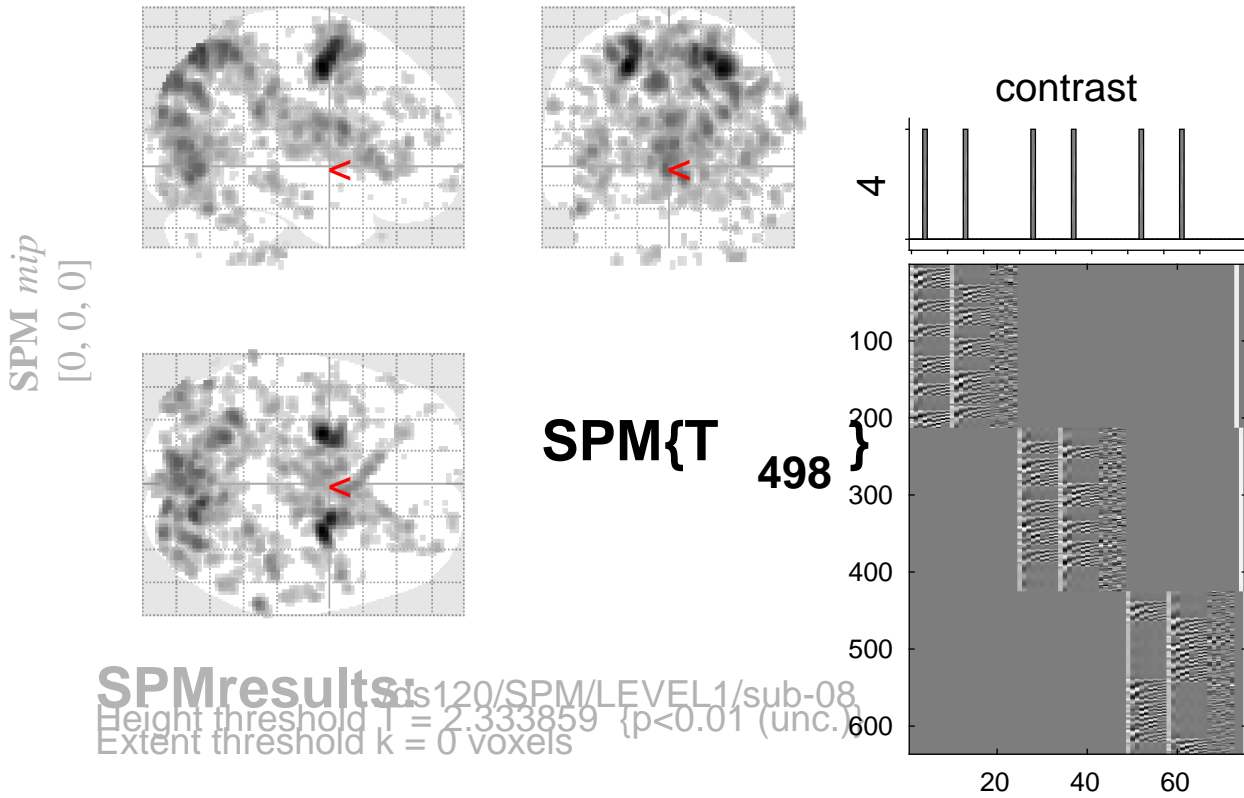 contrast
4
SPM mip
[0, 0, 0]
<
<
<
SPM{T 498 }
100
200
300
400
500
600
20 40 60
SPMresults: /ds120/SPM/LEVEL1/sub-08
Height threshold T = 2.333859 {p<0.01 (unc.)}
Extent threshold k = 0 voxels